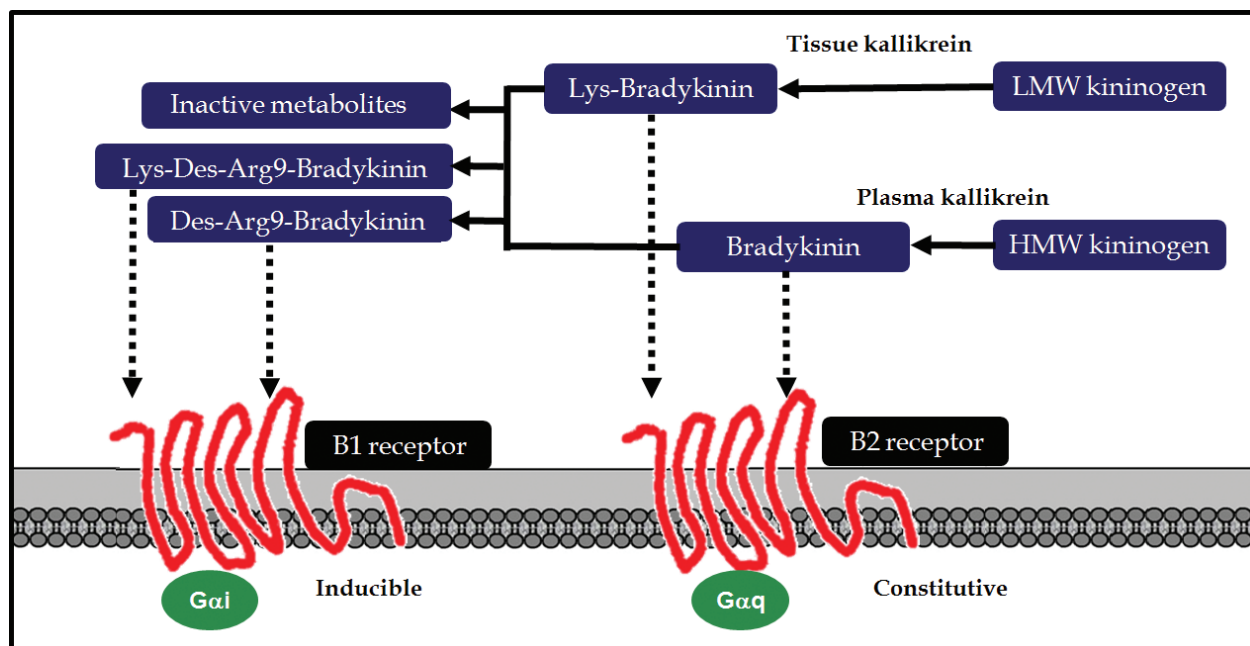 Tissue kallikrein
Lys-Bradykinin
LMW kininogen
Inactive metabolites
Lys-Des-Arg9-Bradykinin
Plasma kallikrein
Des-Arg9-Bradykinin
Bradykinin
HMW kininogen
B1 receptor
B2 receptor
Gαi
Inducible
Gαq
Constitutive